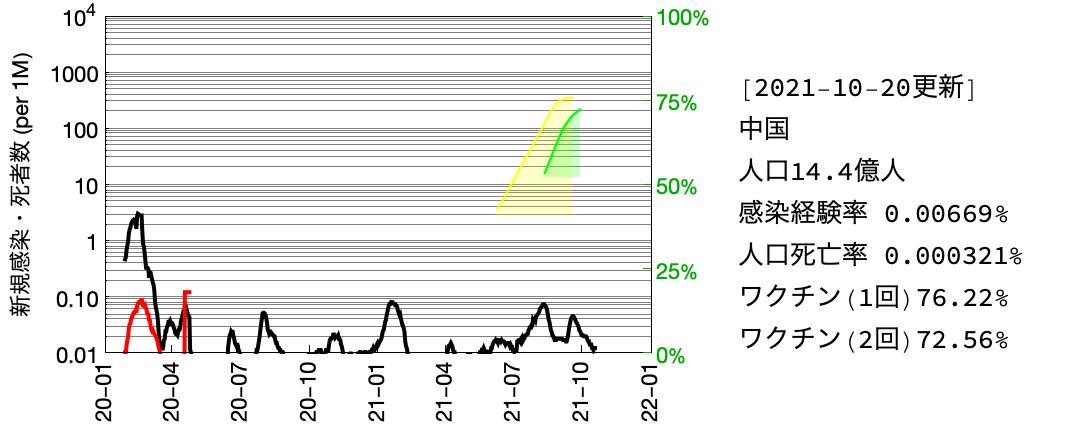 新規感染・死者数 (per 1M)
10^4
1000
100
10
1
0.10
0.01
100%
75%
50%
25%
0%
20-01
20-04
20-07
20-10
21-01
21-04
21-07
21-10
22-01
[2021-10-20更新]
中国
人口14.4億人
感染経験率 0.00669%
人口死亡率 0.000321%
ワクチン(1回)76.22%
ワクチン(2回)72.56%